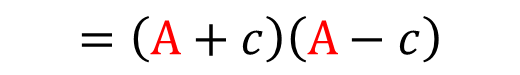 = (A + c)(A − c)